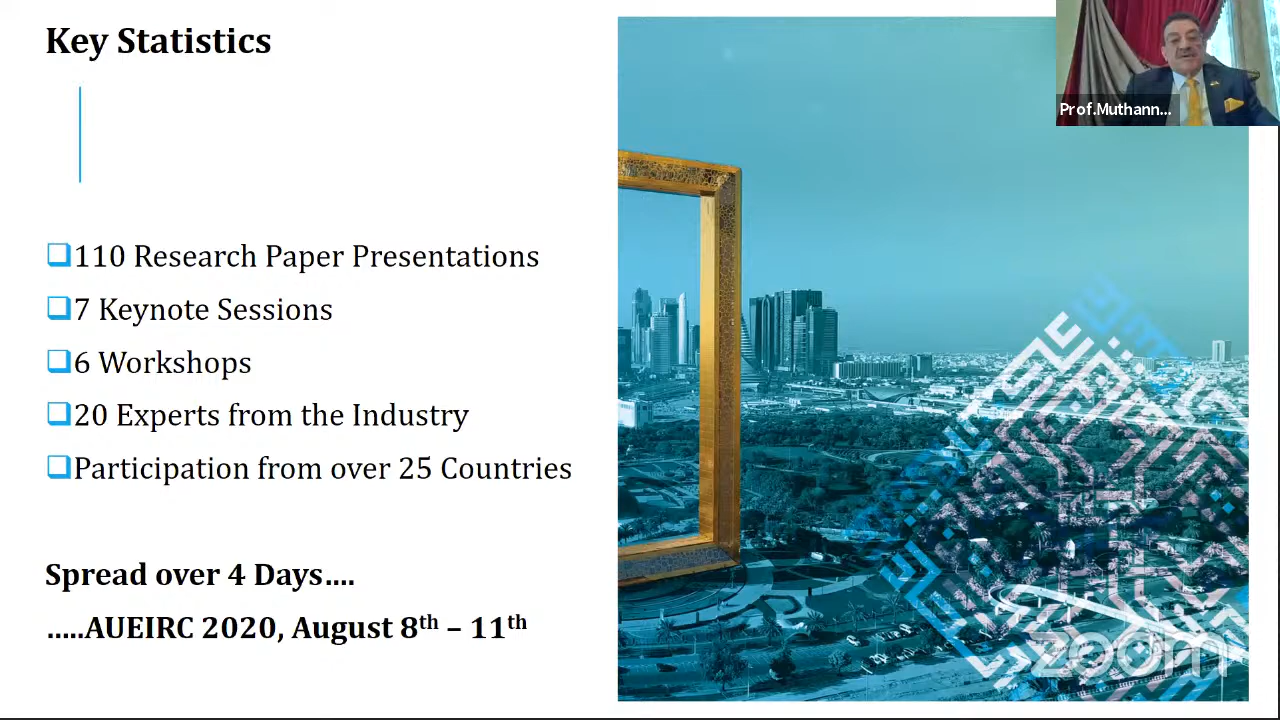 Key Statistics
Prof.Muthann...
❑110 Research Paper Presentations
❑7 Keynote Sessions
❑6 Workshops
❑20 Experts from the Industry
❑Participation from over 25 Countries
Spread over 4 Days....
.....AUEIRC 2020, August 8th – 11th
zoom